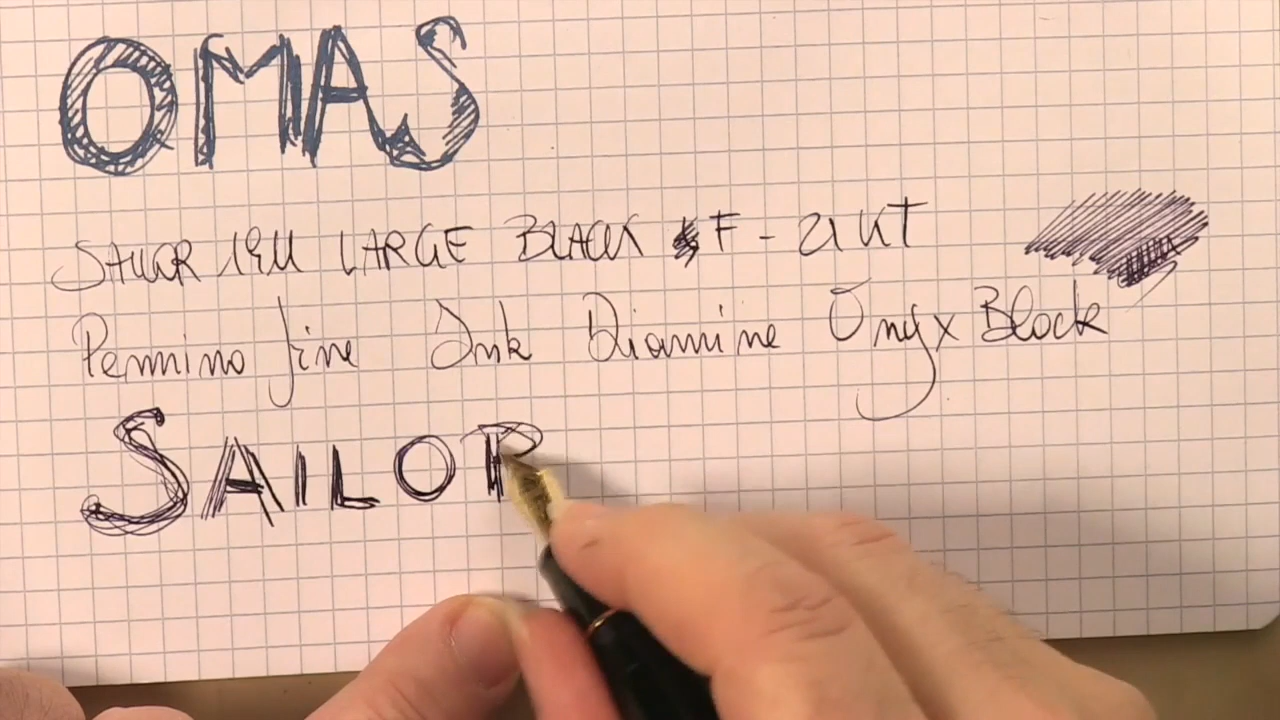 OMAS
SAILOR 1911 LARGE BLACK F - 21 KT
Pennino fine Ink Diamine Onyx Black
SAILOR